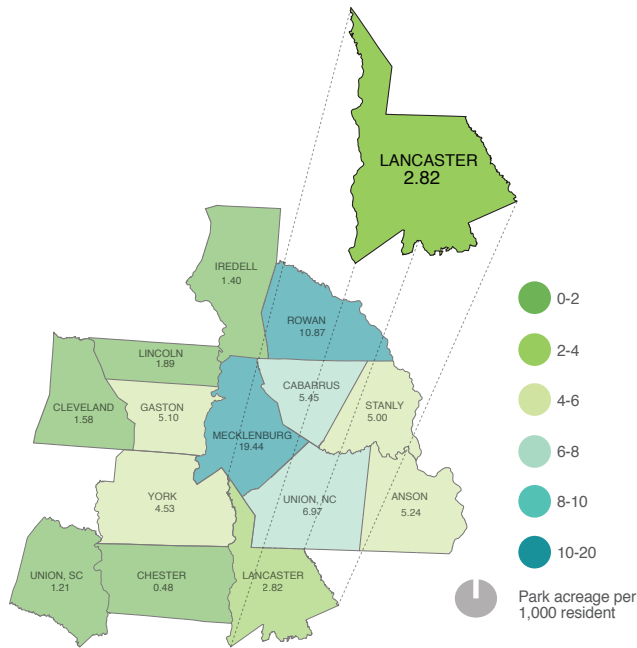 LANCASTER
2.82
IREDELL
1.40
ROWAN
10.87
LINCOLN
1.89
CABARRUS
5.45
CLEVELAND
1.58
GASTON
5.10
STANLY
5.00
MECKLENBURG
19.44
YORK
4.53
UNION, NC
6.97
ANSON
5.24
UNION, SC
1.21
CHESTER
0.48
LANCASTER
2.82
0-2
2-4
4-6
6-8
8-10
10-20
Park acreage per
1,000 resident